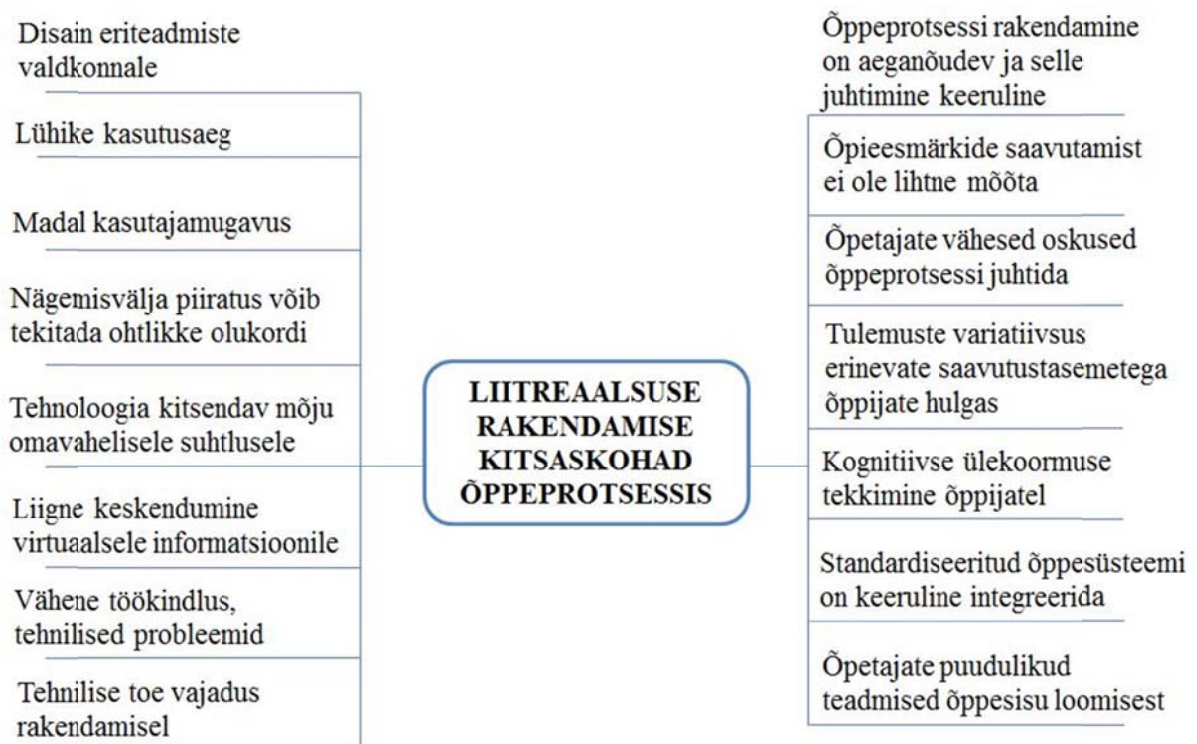 Disain eriteadmiste
valdkonnale
Lühike kasutusaeg
Madal kasutajamugavus
Nägemisvälja piiratus võib
tekitada ohtlikke olukordi
Tehnoloogia kitsendav mõju
omavahelisele suhtlusele
Liigne keskendumine
virtuaalsele informatsioonile
Vähene töökindlus,
tehnilised probleemid
Tehnilise toe vajadus
rakendamisel
LIITREAALSUSE
RAKENDAMISE
KITSASKOHAD
ÕPPEPROTSESSIS
Õppeprotsessi rakendamine
on aeganõudev ja selle
juhtimine keeruline
Õpieesmärkide saavutamist
ei ole lihtne mõõta
Õpetajate vähesed oskused
õppeprotsessi juhtida
Tulemuste variatiivsus
erinevate saavutustasemetega
õppijate hulgas
Kognitiivse ülekoormuse
tekkimine õppijatel
Standardiseeritud õppesüsteemi
on keeruline integreerida
Õpetajate puudulikud
teadmised õppesisu loomisest